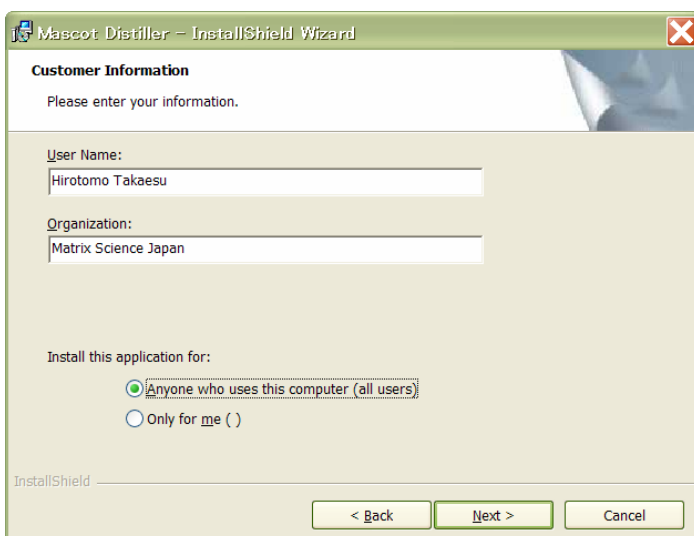 Mascot Distiller - InstallShield Wizard
Customer Information
Please enter your information.
User Name:
Hirotomo Takaesu
Organization:
Matrix Science Japan
Install this application for:
Anyone who uses this computer (all users)
Only for me ( )
InstallShield
< Back Next > Cancel